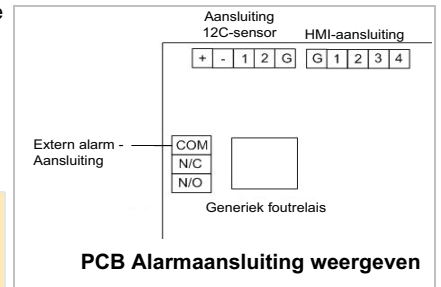 e
Aansluiting
12C-sensor
HMI-aansluiting
+ - 1 2 G
G 1 2 3 4
Extern alarm -
Aansluiting
COM
N/C
N/O
Generiek foutrelais
PCB Alarmaansluiting weergeven